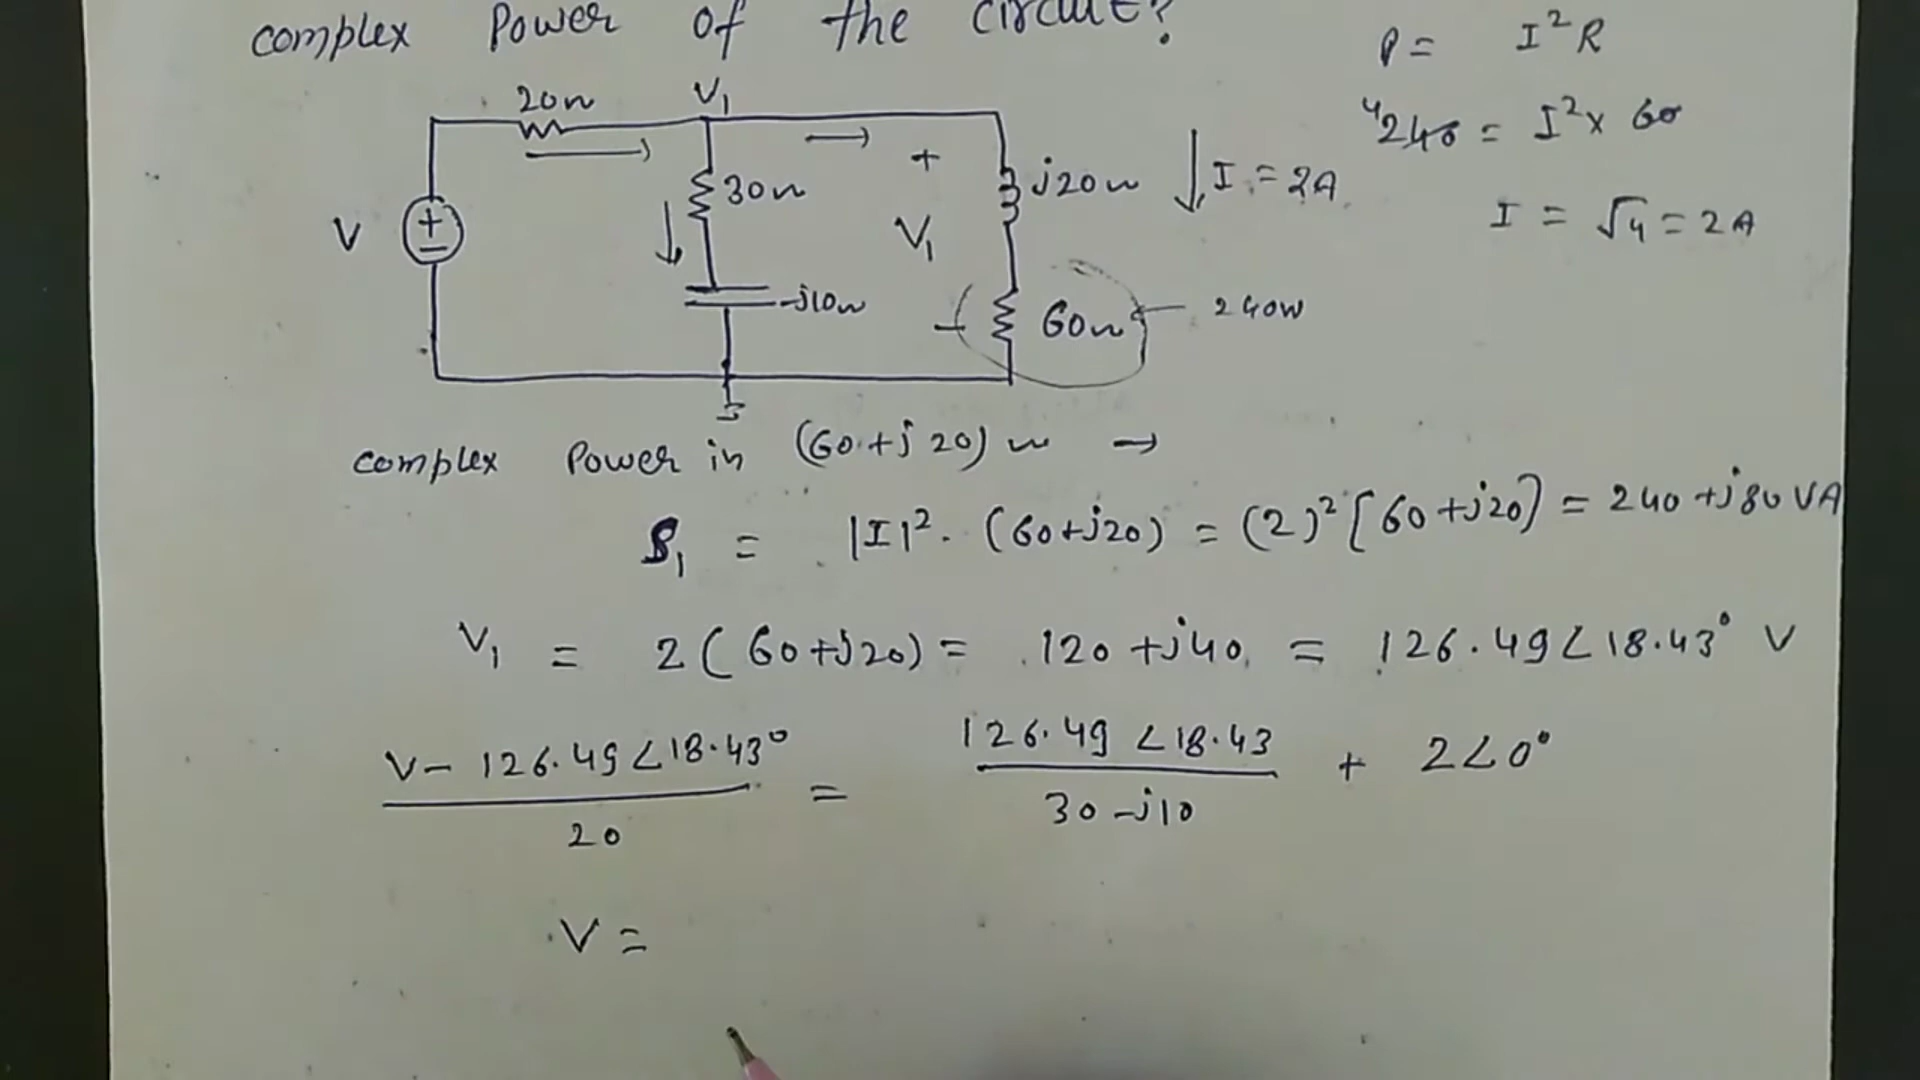 complex Power of the circuit?
P = I²R
⁴240 = I² x 60
I = √4 = 2A
20Ω V₁
30Ω
-j10Ω
V
+
V₁
-
j20Ω
I = 2A
60Ω
240W
complex Power in (60+j20)Ω →
S₁ = |I|². (60+j20) = (2)² [60+j20] = 240+j80 VA
V₁ = 2(60+j20) = 120+j40 = 126.49∠18.43° V
V - 126.49∠18.43° / 20 = 126.49∠18.43 / 30-j10 + 2∠0°
V =